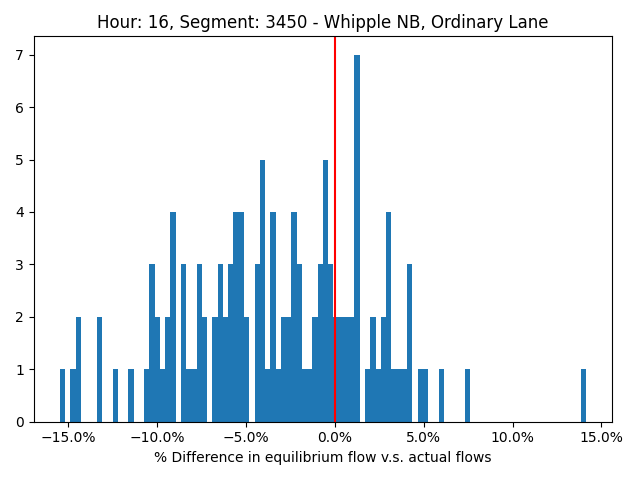 Hour: 16, Segment: 3450 - Whipple NB, Ordinary Lane
7
6
5
4
3
2
1
0
−15.0% −10.0% −5.0% 0.0% 5.0% 10.0% 15.0%
% Difference in equilibrium flow v.s. actual flows